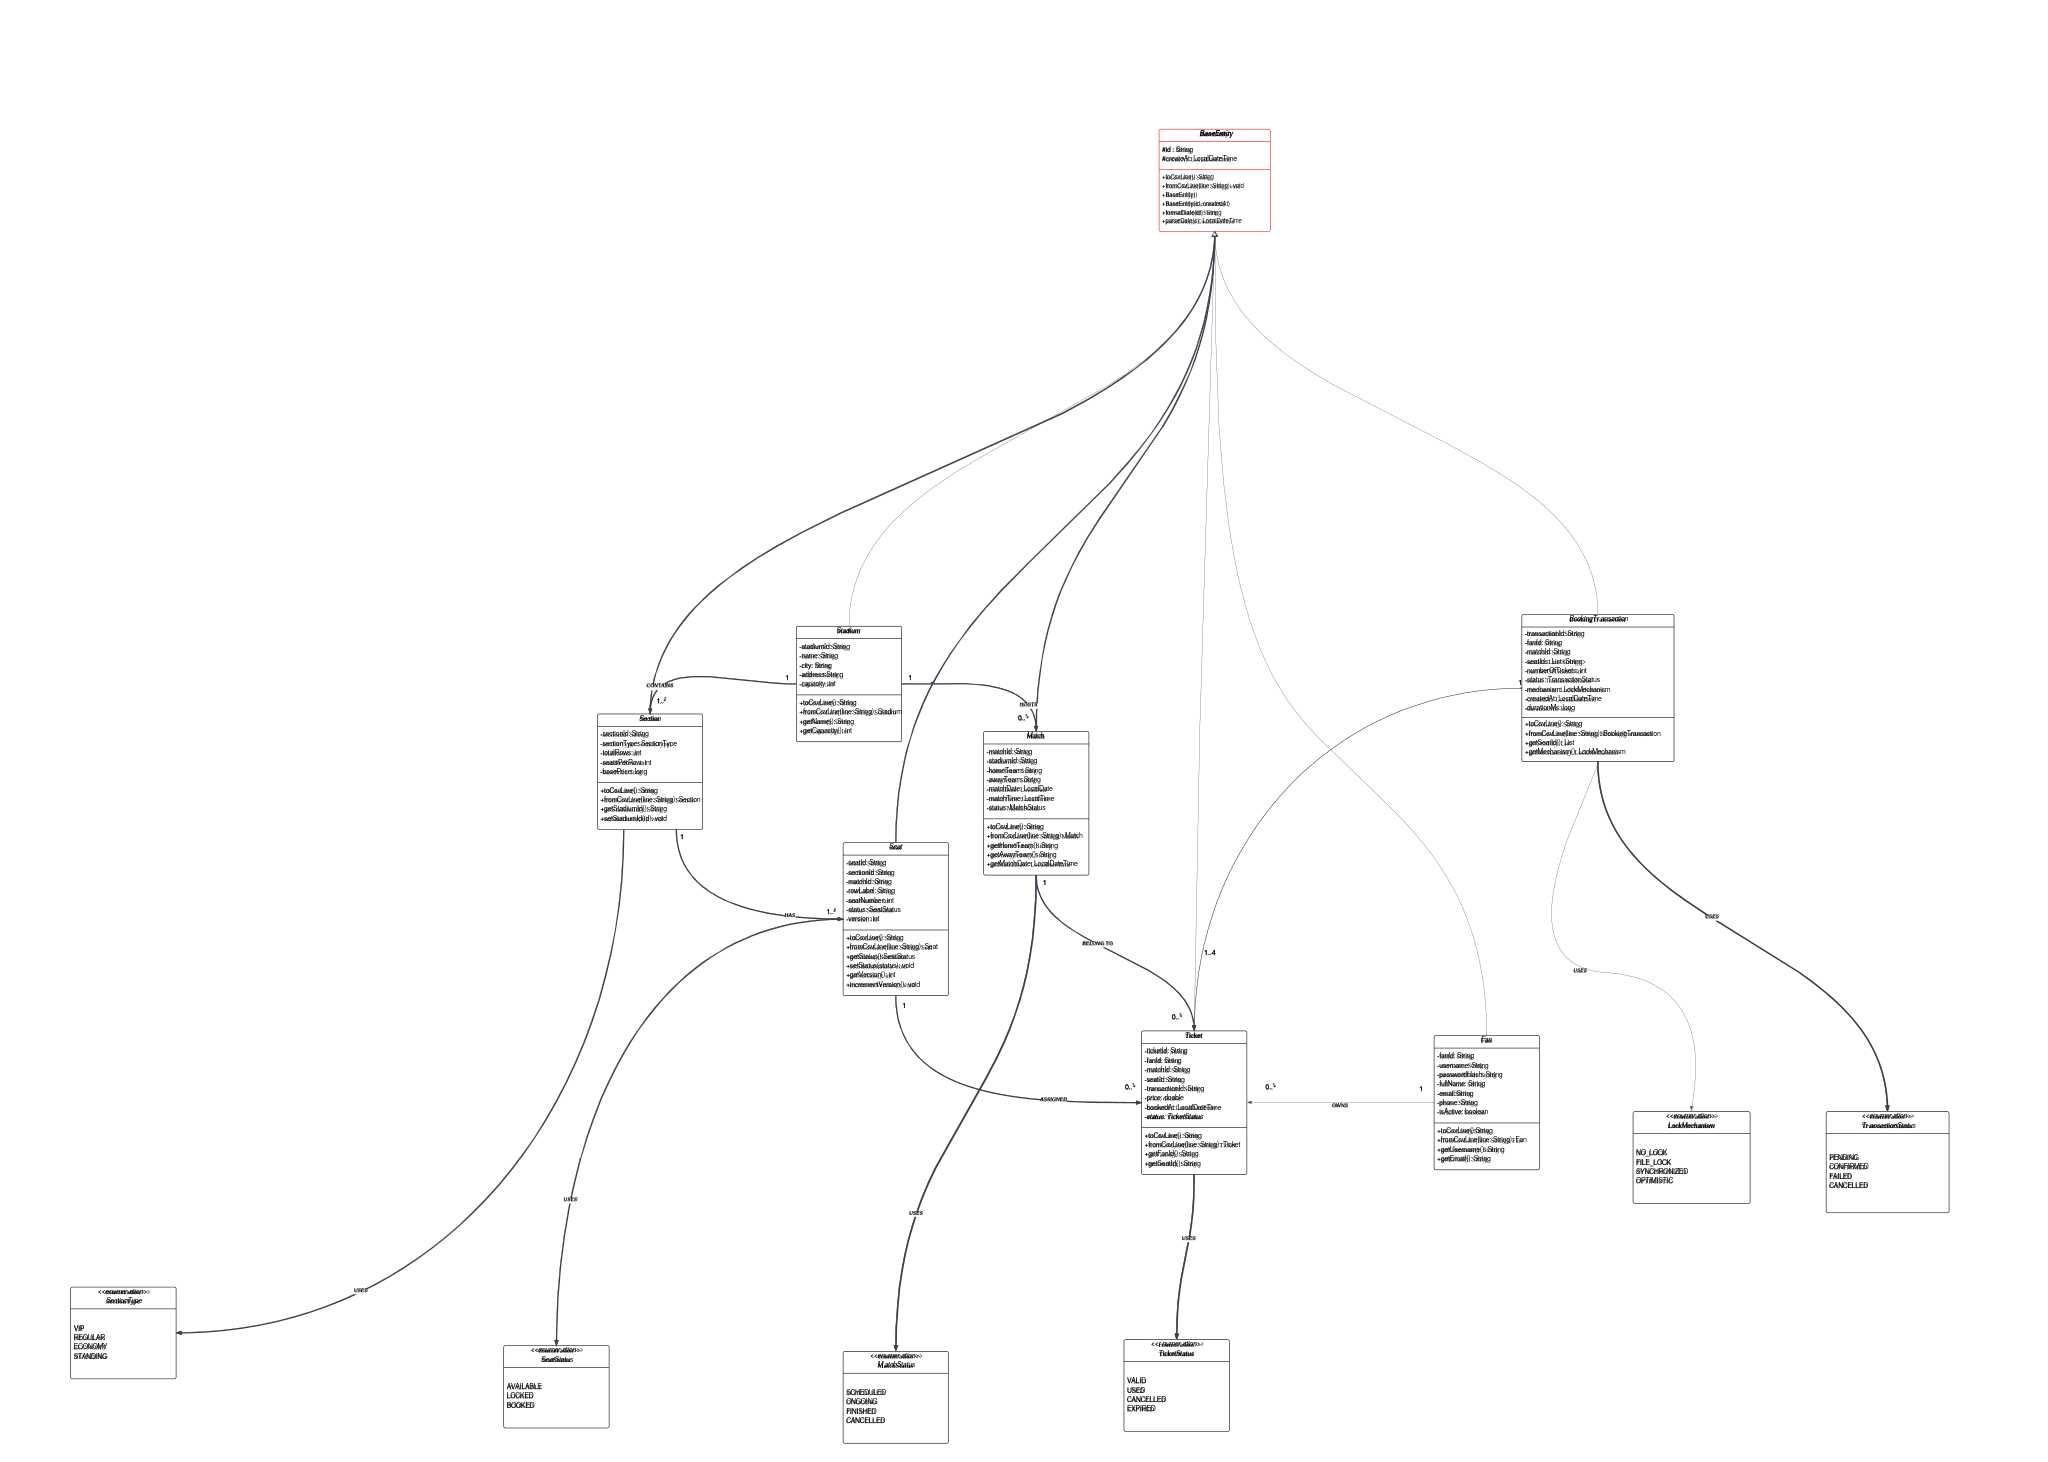 BaseEntity
#id : String
#createAt : LocalDateTime
+toCsvLine() : String
+fromCsvLine(line : String) : void
+BaseEntity()
+BaseEntity(id, createdAt)
+formatDate(dt) : String
+parseDate(s) : LocalDateTime
Stadium
-stadiumId : String
-name : String
-city : String
-address : String
-capacity : int
+toCsvLine() : String
+fromCsvLine(line : String) : Stadium
+getName() : String
+getCapacity() : int
1
1
CONTAINS
HOSTS
0..*
BookingTransaction
-transactionId : String
-fanId : String
-matchId : String
-seatIds : List<String>
-numberOfTickets : int
-status : TransactionStatus
-mechanism : LockMechanism
-createdAt : LocalDateTime
-durationMs : long
+toCsvLine() : String
+fromCsvLine(line : String) : BookingTransaction
+getSeatId() : List
+getMechanism() : LockMechanism
1
1..*
Section
-sectionId : String
-sectionType : SectionType
-totalRows : int
-seatsPerRow : int
-basePrice : long
+toCsvLine() : String
+fromCsvLine(line : String) : Section
+getStadiumId() : String
+setStadiumId(id) : void
1
Match
-matchId : String
-stadiumId : String
-homeTeam : String
-awayTeam : String
-matchDate : LocalDate
-matchTime : LocalTime
-status : MatchStatus
+toCsvLine() : String
+fromCsvLine(line : String) : Match
+getHomeTeam() : String
+getAwayTeam() : String
+getMatchDate : LocalDateTime
1
Seat
-seatId : String
-sectionId : String
-matchId : String
-rowLabel : String
-seatNumber : int
-status : SeatStatus
-version : int
+toCsvLine() : String
+fromCsvLine(line : String) : Seat
+getStatus() : SeatStatus
+setStatus(status) : void
+getVersion() : int
+incrementVersion() : void
HAS
1..*
1
BELONG TO
1..4
0..*
USES
USES
Ticket
-ticketId : String
-fanId : String
-matchId : String
-seatId : String
-transactionId : String
-price : double
-bookedAt : LocalDateTime
-status : TicketStatus
+toCsvLine() : String
+fromCsvLine(line : String) : Ticket
+getFanId() : String
+getSeatId() : String
ASSIGNED
0..*
0..*
OWNS
1
Fan
-fanId : String
-username : String
-passwordHash : String
-fullName : String
-email : String
-phone : String
-isActive : boolean
+toCsvLine() : String
+fromCsvLine(line : String) : Fan
+getUsername() : String
+getEmail() : String
<<enumeration>>
LockMechanism
NO_LOCK
FILE_LOCK
SYNCHRONIZED
OPTIMISTIC
<<enumeration>>
TransactionStatus
PENDING
CONFIRMED
FAILED
CANCELLED
USES
USES
USES
USES
<<enumeration>>
SectionType
VIP
REGULAR
ECONOMY
STANDING
<<enumeration>>
SeatStatus
AVAILABLE
LOCKED
BOOKED
<<enumeration>>
MatchStatus
SCHEDULED
ONGOING
FINISHED
CANCELLED
<<enumeration>>
TicketStatus
VALID
USED
CANCELLED
EXPIRED